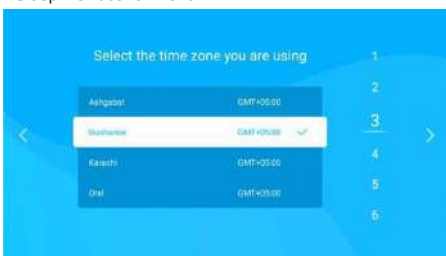 Select the time zone you are using
Ashgabat GMT+05:00
Dushanbe GMT+05:00
Karachi GMT+05:00
Oral GMT+05:00
1
2
3
4
5
6